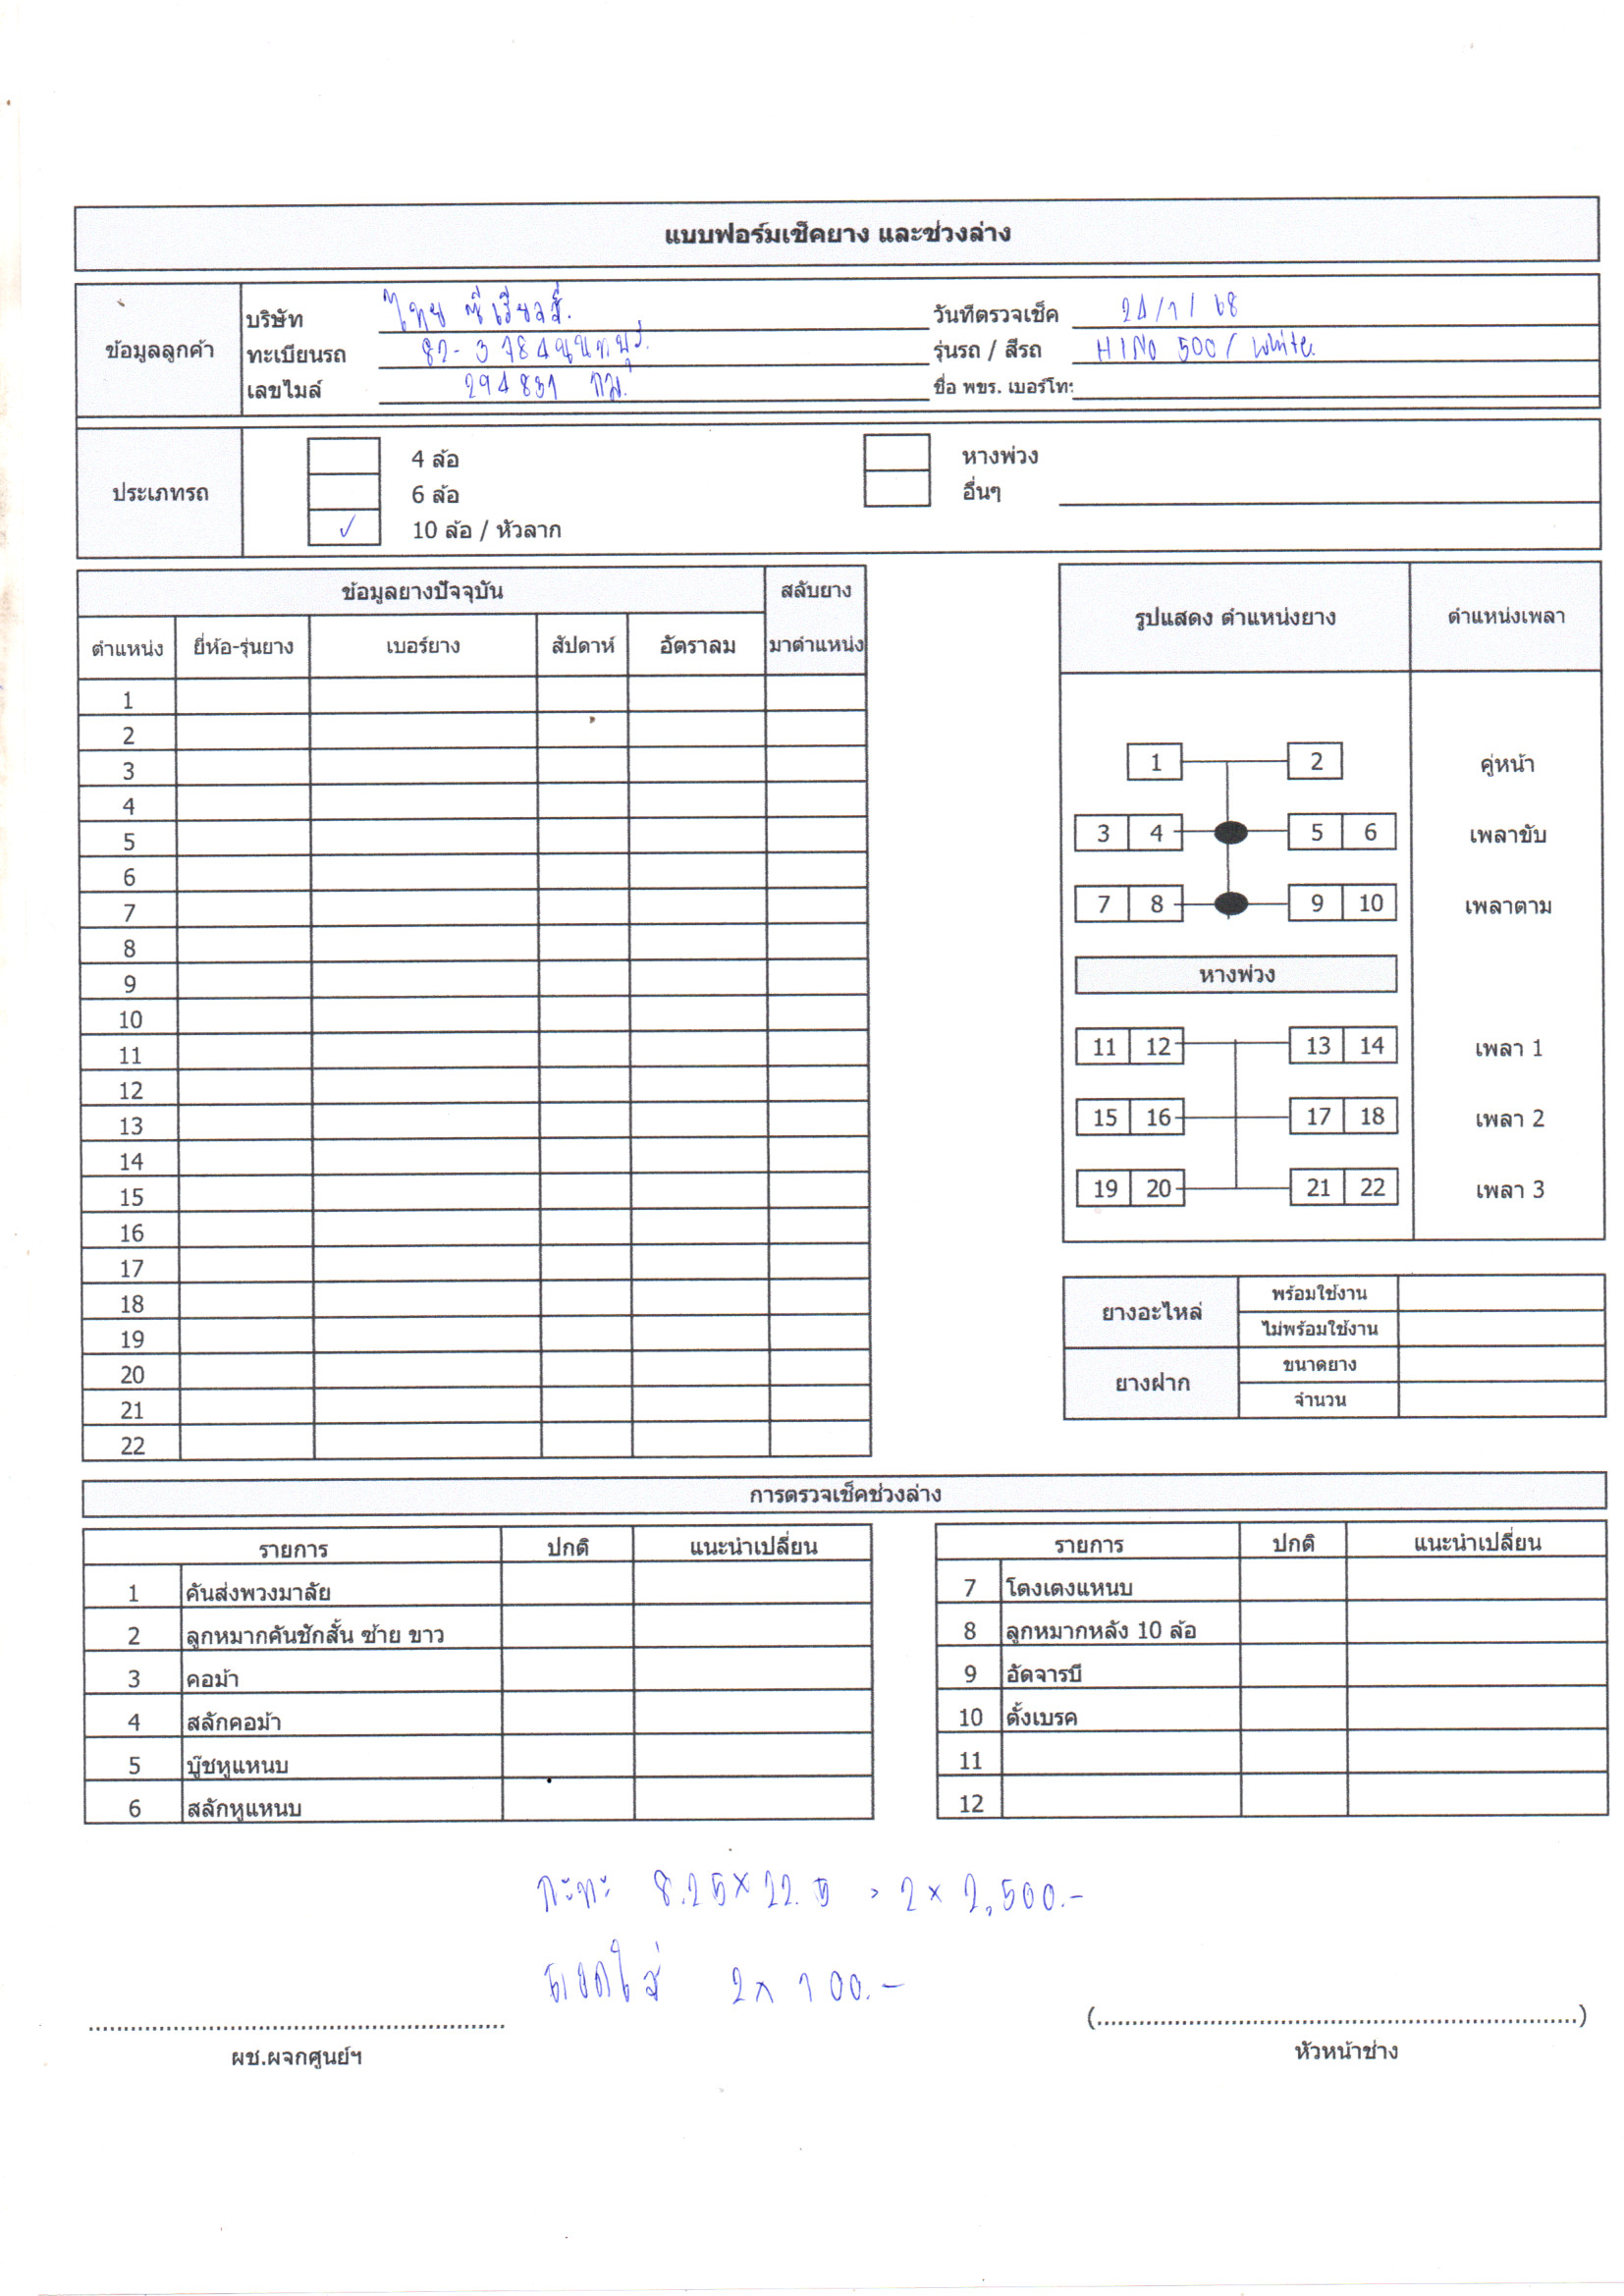 แบบฟอร์มเช็คยาง และช่วงล่าง
ข้อมูลลูกค้า
บริษัท ไทย ซีเรียวส์.
วันที่ตรวจเช็ค 24/1/68
ทะเบียนรถ 82-3784 นนทบุรี.
รุ่นรถ / สีรถ HINO 500/ White.
เลขไมล์ 294831 กม.
ชื่อ พขร. เบอร์โท:
ประเภทรถ
4 ล้อ
หางพ่วง
6 ล้อ
อื่นๆ
✓ 10 ล้อ / หัวลาก
ข้อมูลยางปัจจุบัน สลับยาง
ตำแหน่ง ยี่ห้อ-รุ่นยาง เบอร์ยาง สัปดาห์ อัตราลม มาตำแหน่ง
1
2
3
4
5
6
7
8
9
10
11
12
13
14
15
16
17
18
19
20
21
22
รูปแสดง ตำแหน่งยาง ตำแหน่งเพลา
1 2 คู่หน้า
3 4 5 6 เพลาขับ
7 8 9 10 เพลาตาม
หางพ่วง
11 12 13 14 เพลา 1
15 16 17 18 เพลา 2
19 20 21 22 เพลา 3
ยางอะไหล่ พร้อมใช้งาน
ไม่พร้อมใช้งาน
ยางฝาก ขนาดยาง
จำนวน
การตรวจเช็คช่วงล่าง
รายการ ปกติ แนะนำเปลี่ยน
1 คันส่งพวงมาลัย
2 ลูกหมากคันชักสั้น ซ้าย ขาว
3 คอม้า
4 สลักคอม้า
5 บู๊ชหูแหนบ
6 สลักหูแหนบ
รายการ ปกติ แนะนำเปลี่ยน
7 โตงเตงแหนบ
8 ลูกหมากหลัง 10 ล้อ
9 อัดจารบี
10 ตั้งเบรค
11
12
กะทะ 8.25×22.5 > 2 × 2,500.-
ถอดใส่ 2× 100.-
(..........)
ผช.ผจกศูนย์ฯ
หัวหน้าช่าง